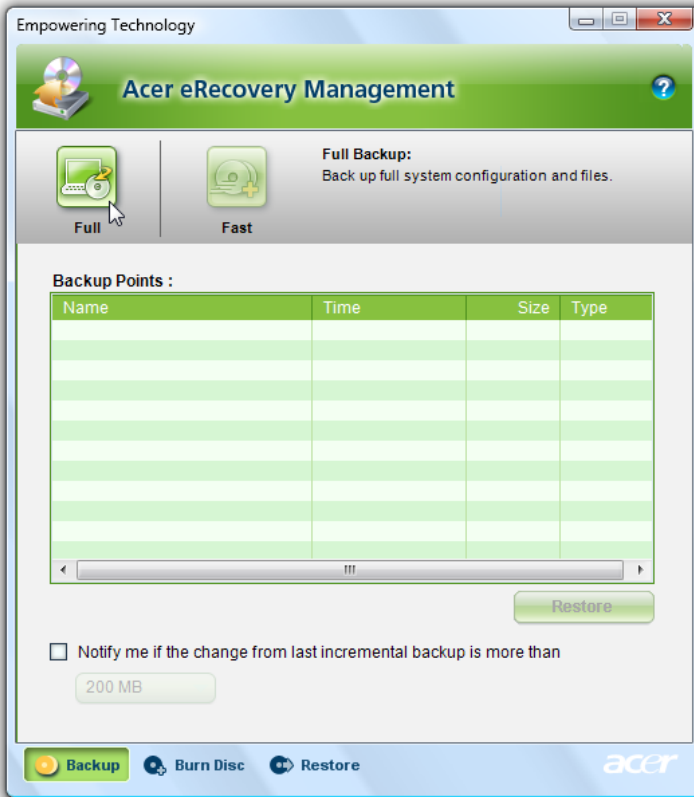 Empowering Technology
Acer eRecovery Management
?
Full Backup:
Back up full system configuration and files.
Full
Fast
Backup Points :
Name Time Size Type
Restore
Notify me if the change from last incremental backup is more than
200 MB
Backup Burn Disc Restore acer